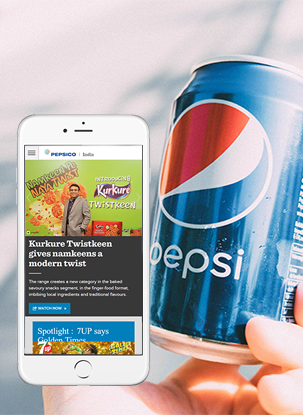 PEPSICO | India
NAMKEEN KA
NAYA TWIST
INTRODUCING
Kurkure
TWISTKEEN
Kurkure Twistkeen
gives namkeens a
modern twist
The range creates a new category in the baked
savoury snacks segment, in the finger-food format,
imbibing local ingredients and traditional flavours.
WATCH NOW
Spotlight : 7UP says
Golden Times
pepsi